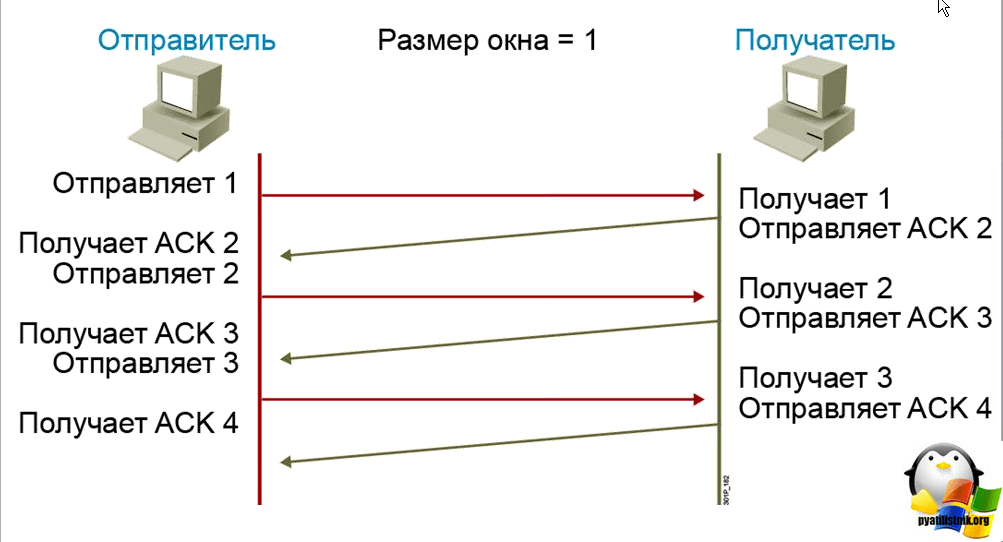 Отправитель
Размер окна = 1
Получатель
Отправляет 1
Получает 1
Отправляет ACK 2
Получает ACK 2
Отправляет 2
Получает 2
Отправляет ACK 3
Получает ACK 3
Отправляет 3
Получает 3
Отправляет ACK 4
Получает ACK 4
301P_182
pyatilistnik.org